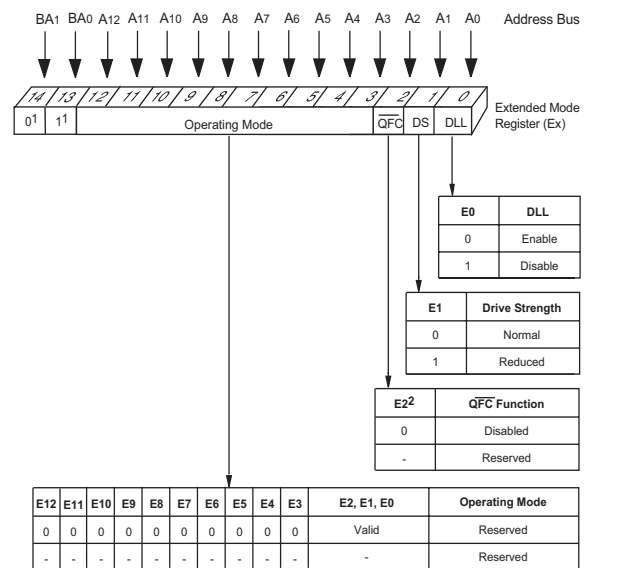 BA1 BA0 A12 A11 A10 A9 A8 A7 A6 A5 A4 A3 A2 A1 A0 Address Bus
14 13 12 11 10 9 8 7 6 5 4 3 2 1 0
Extended Mode
Register (Ex)
0¹ 1¹ Operating Mode QFC DS DLL
E0 DLL
0 Enable
1 Disable
E1 Drive Strength
0 Normal
1 Reduced
E2² QFC Function
0 Disabled
- Reserved
E12 E11 E10 E9 E8 E7 E6 E5 E4 E3 E2, E1, E0 Operating Mode
0 0 0 0 0 0 0 0 0 0 Valid Reserved
- - - - - - - - - - - Reserved